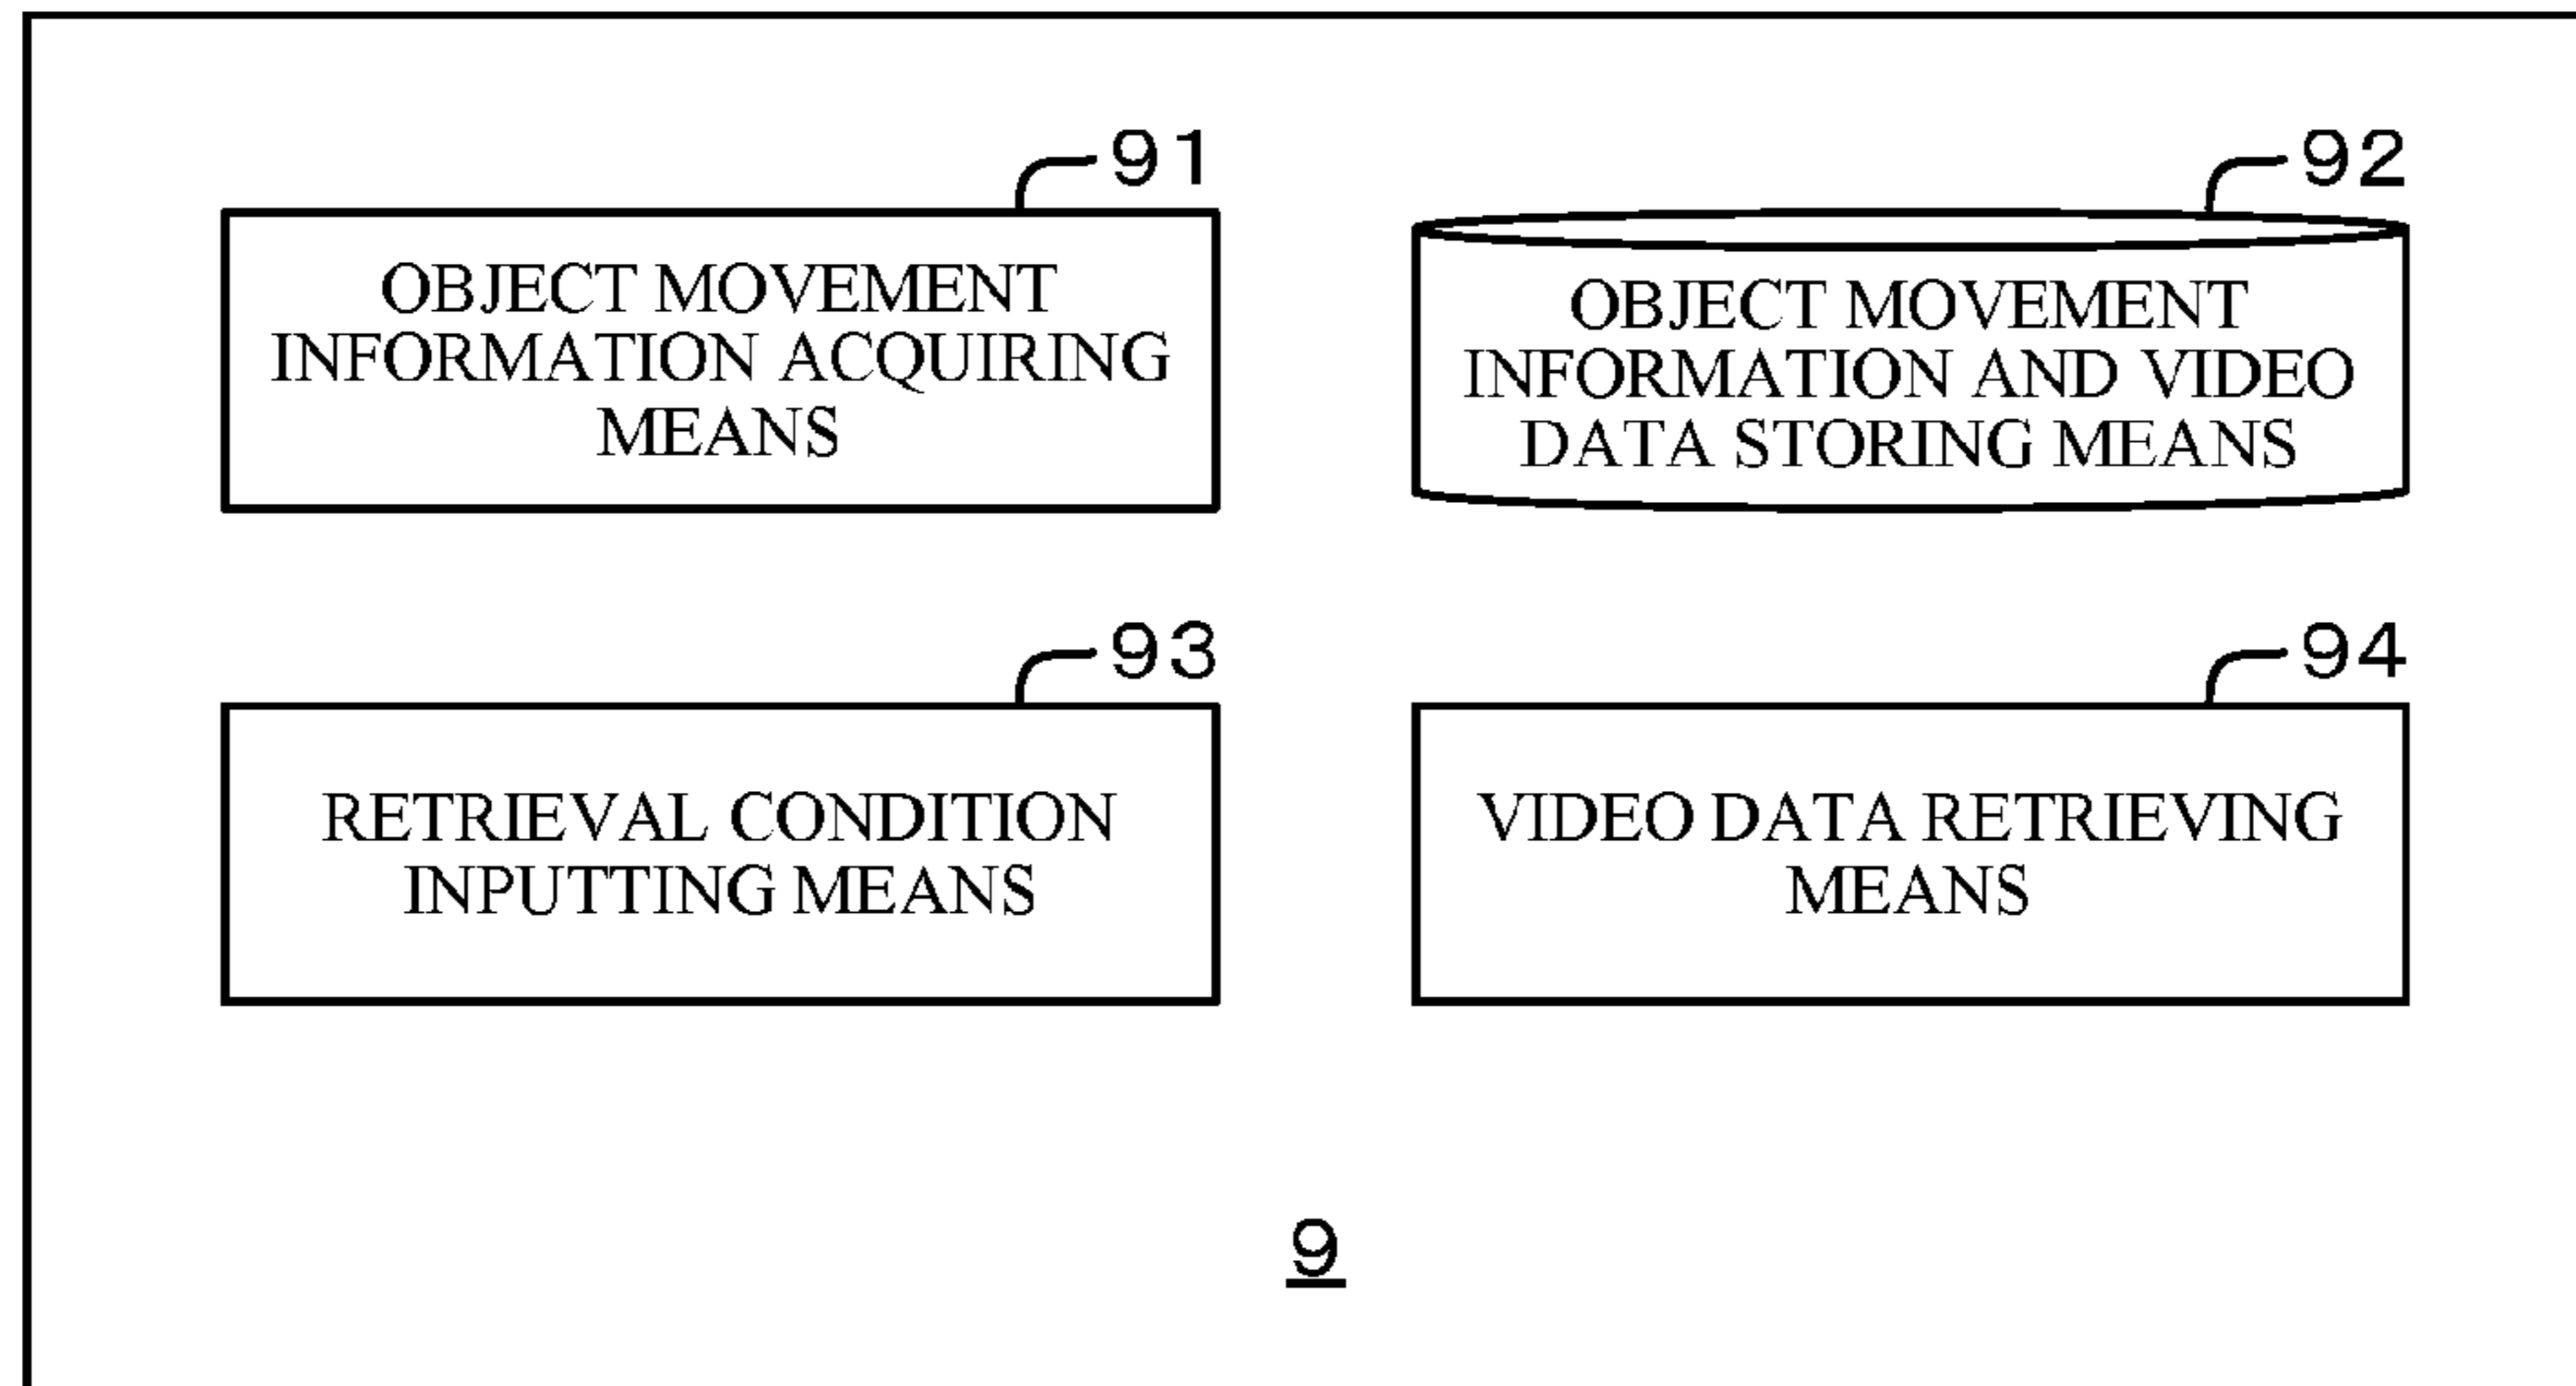 91
OBJECT MOVEMENT
INFORMATION ACQUIRING
MEANS
92
OBJECT MOVEMENT
INFORMATION AND VIDEO
DATA STORING MEANS
93
RETRIEVAL CONDITION
INPUTTING MEANS
94
VIDEO DATA RETRIEVING
MEANS
9